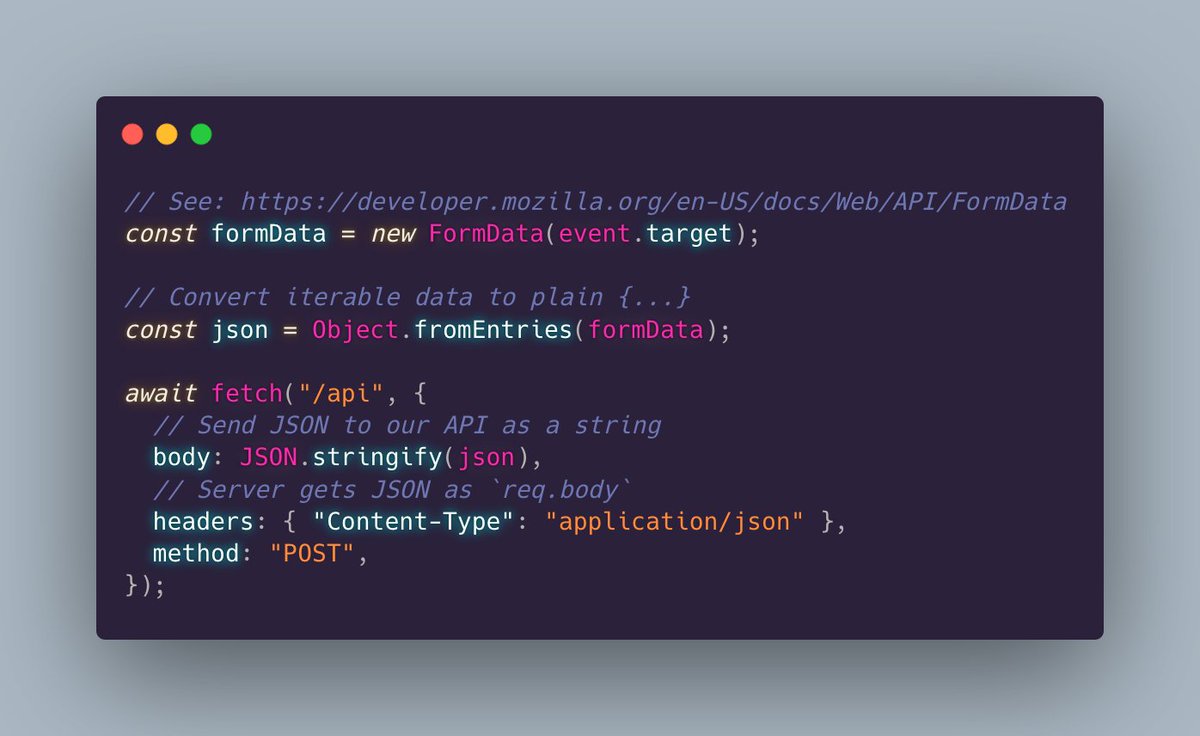 // See: https://developer.mozilla.org/en-US/docs/Web/API/FormData
const formData = new FormData(event.target);
// Convert iterable data to plain {...}
const json = Object.fromEntries(formData);
await fetch("/api", {
  // Send JSON to our API as a string
  body: JSON.stringify(json),
  // Server gets JSON as `req.body`
  headers: { "Content-Type": "application/json" },
  method: "POST",
});